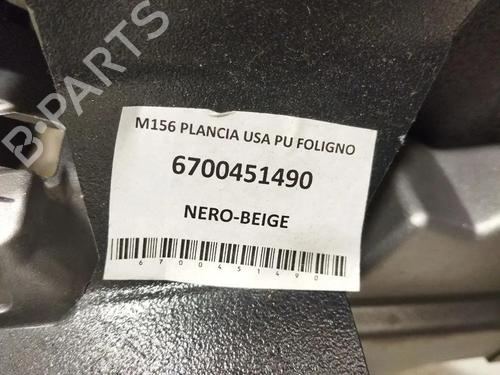 B-PARTS
M156 PLANCIA USA PU FOLIGNO
6700451490
NERO-BEIGE
6700451490